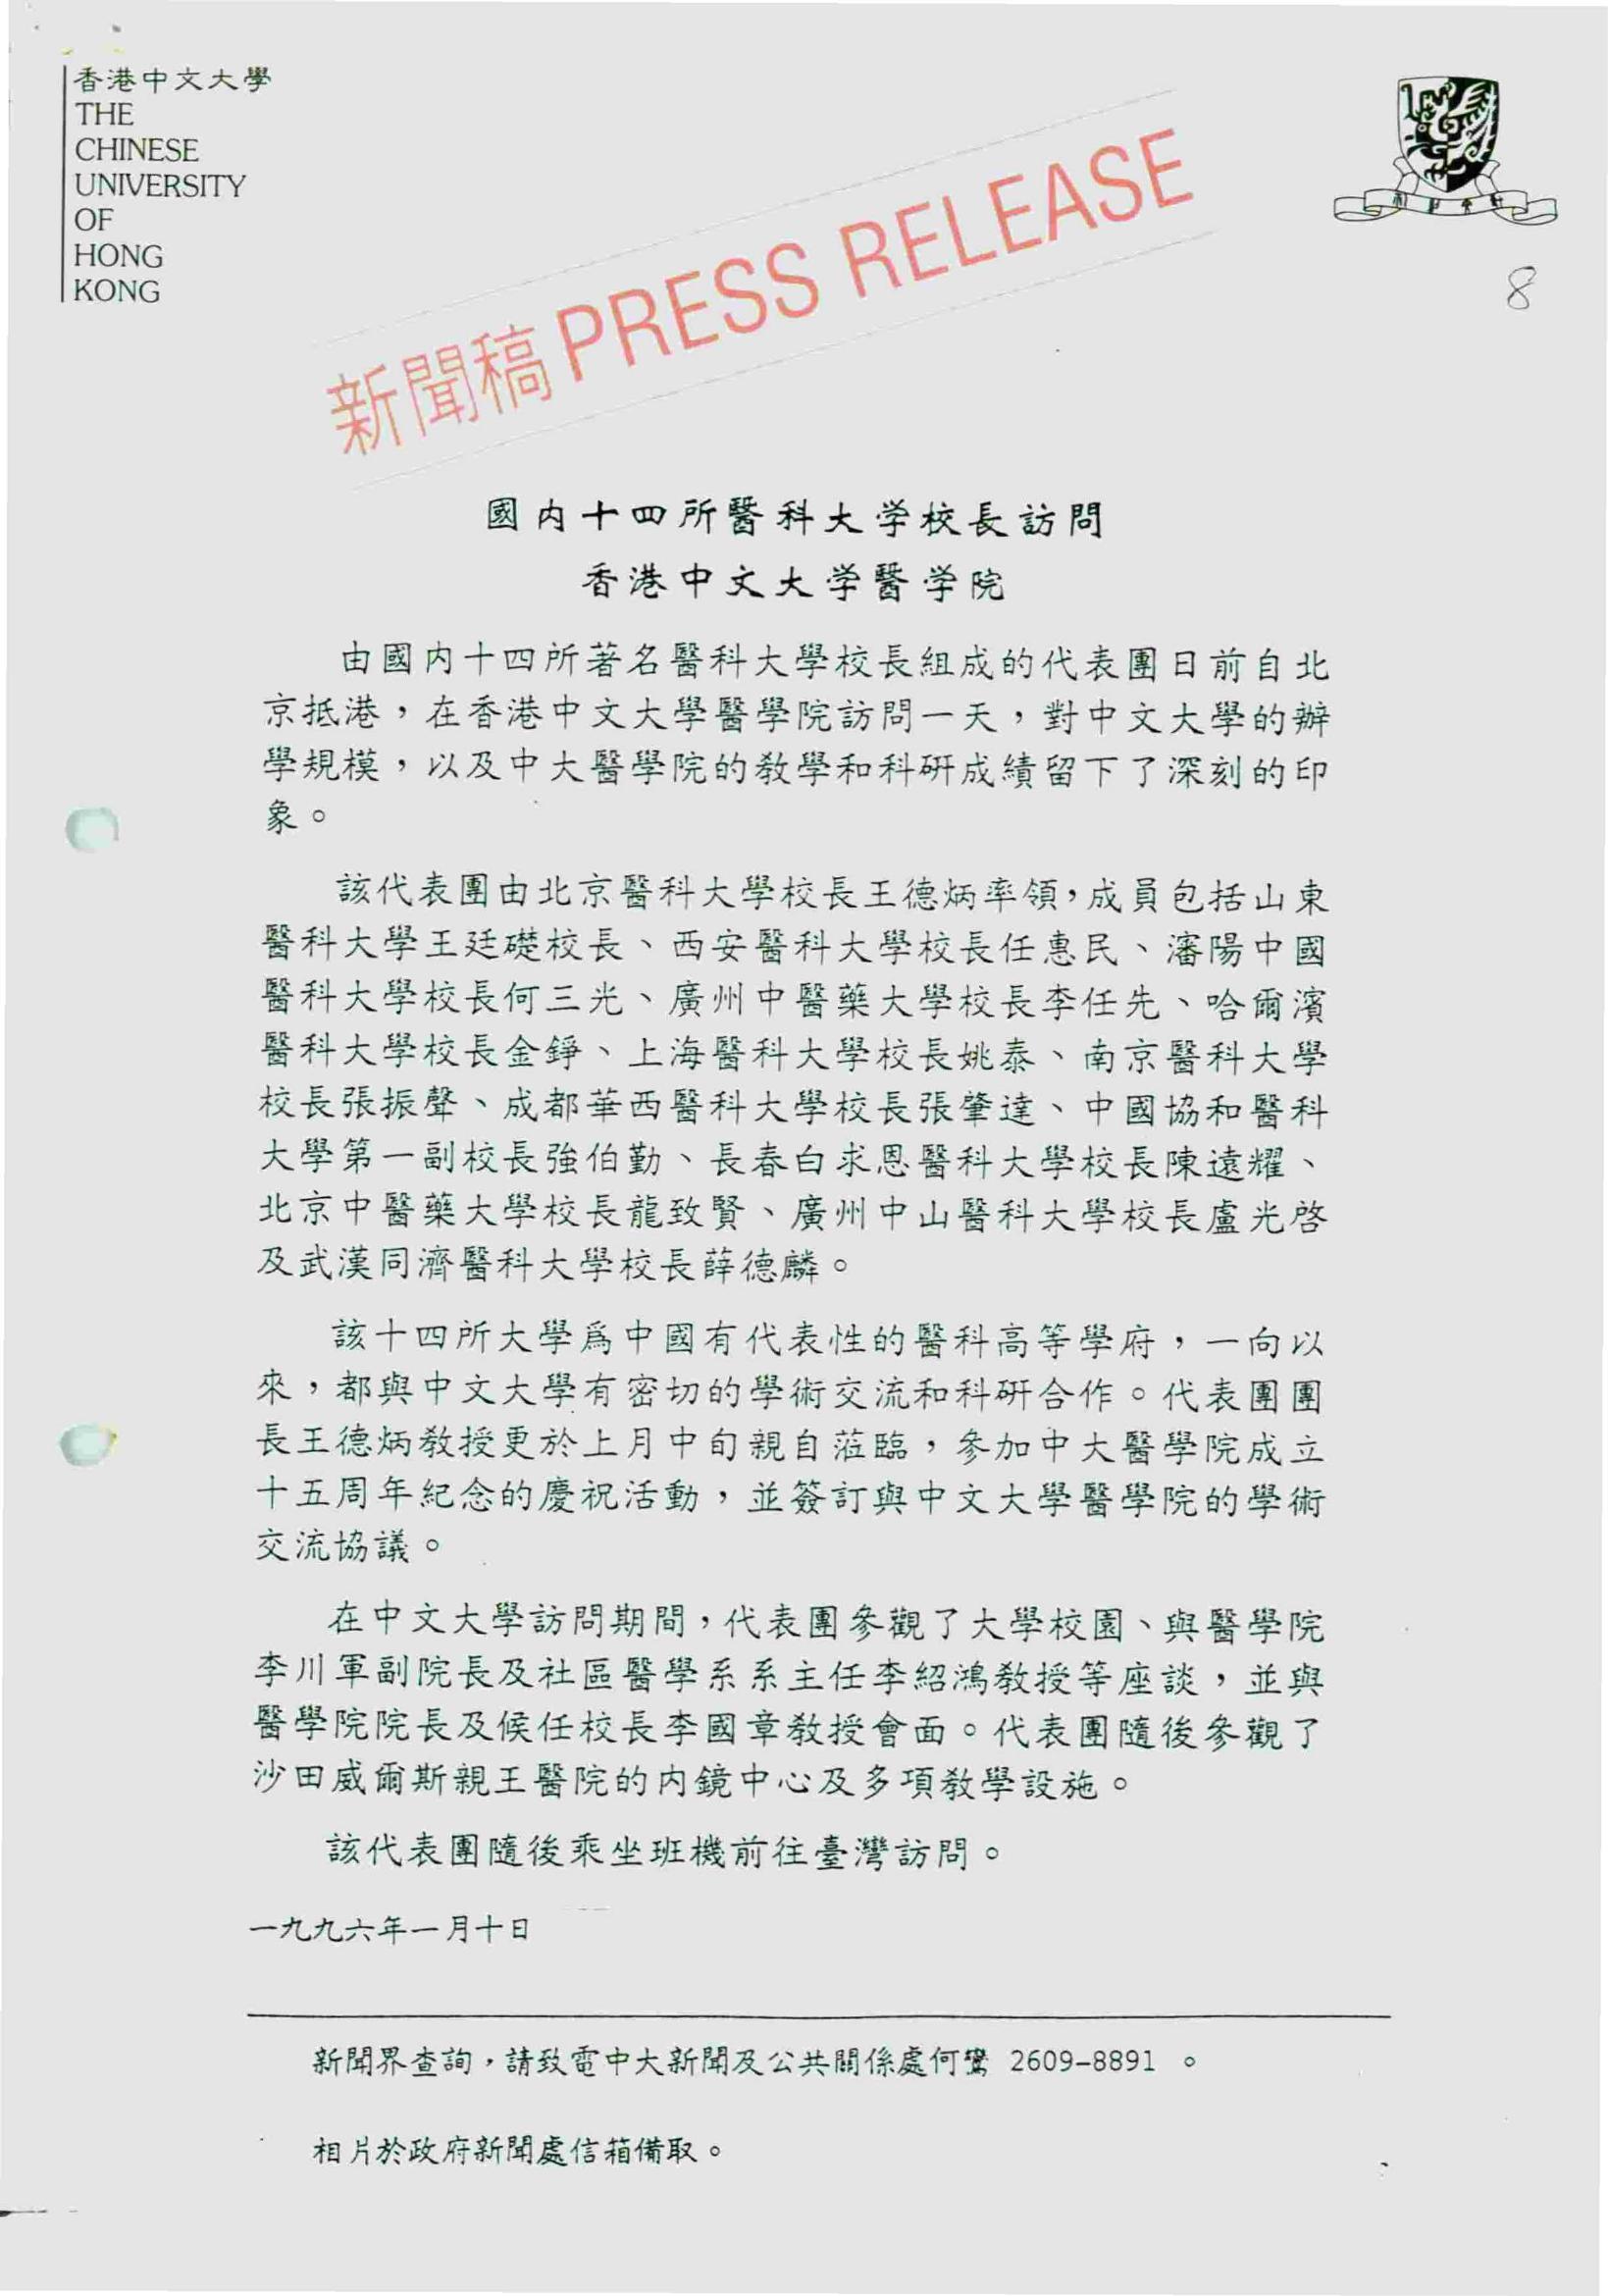 香港中文大學
THE
CHINESE
UNIVERSITY
OF
HONG
KONG
新聞稿 PRESS RELEASE
8
國内十四所醫科大学校長訪問
香港中文大学醫学院
由國内十四所著名醫科大學校長組成的代表團日前自北
京抵港，在香港中文大學醫學院訪問一天，對中文大學的辦
學規模，以及中大醫學院的教學和科研成績留下了深刻的印
象。
該代表團由北京醫科大學校長王德炳率領，成員包括山東
醫科大學王廷礎校長、西安醫科大學校長任惠民、瀋陽中國
醫科大學校長何三光、廣州中醫藥大學校長李任先、哈爾濱
醫科大學校長金錚、上海醫科大學校長姚泰、南京醫科大學
校長張振聲、成都華西醫科大學校長張肇達、中國協和醫科
大學第一副校長強伯勤、長春白求恩醫科大學校長陳遠耀、
北京中醫藥大學校長龍致賢、廣州中山醫科大學校長盧光啓
及武漢同濟醫科大學校長薛德麟。
該十四所大學爲中國有代表性的醫科高等學府，一向以
來，都與中文大學有密切的學術交流和科研合作。代表團團
長王德炳教授更於上月中旬親自蒞臨，參加中大醫學院成立
十五周年紀念的慶祝活動，並簽訂與中文大學醫學院的學術
交流協議。
在中文大學訪問期間，代表團參觀了大學校園、與醫學院
李川軍副院長及社區醫學系系主任李紹鴻教授等座談，並與
醫學院院長及候任校長李國章教授會面。代表團隨後參觀了
沙田威爾斯親王醫院的内鏡中心及多項教學設施。
該代表團隨後乘坐班機前往臺灣訪問。
一九九六年一月十日
新聞界查詢，請致電中大新聞及公共關係處何鸞 2609-8891 。
相片於政府新聞處信箱備取。